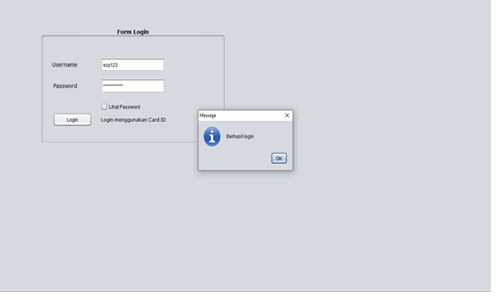 Form Login
Username
eza123
Password
Lihat Password
Login
Login menggunakan Card ID
Message
Berhasil login
OK